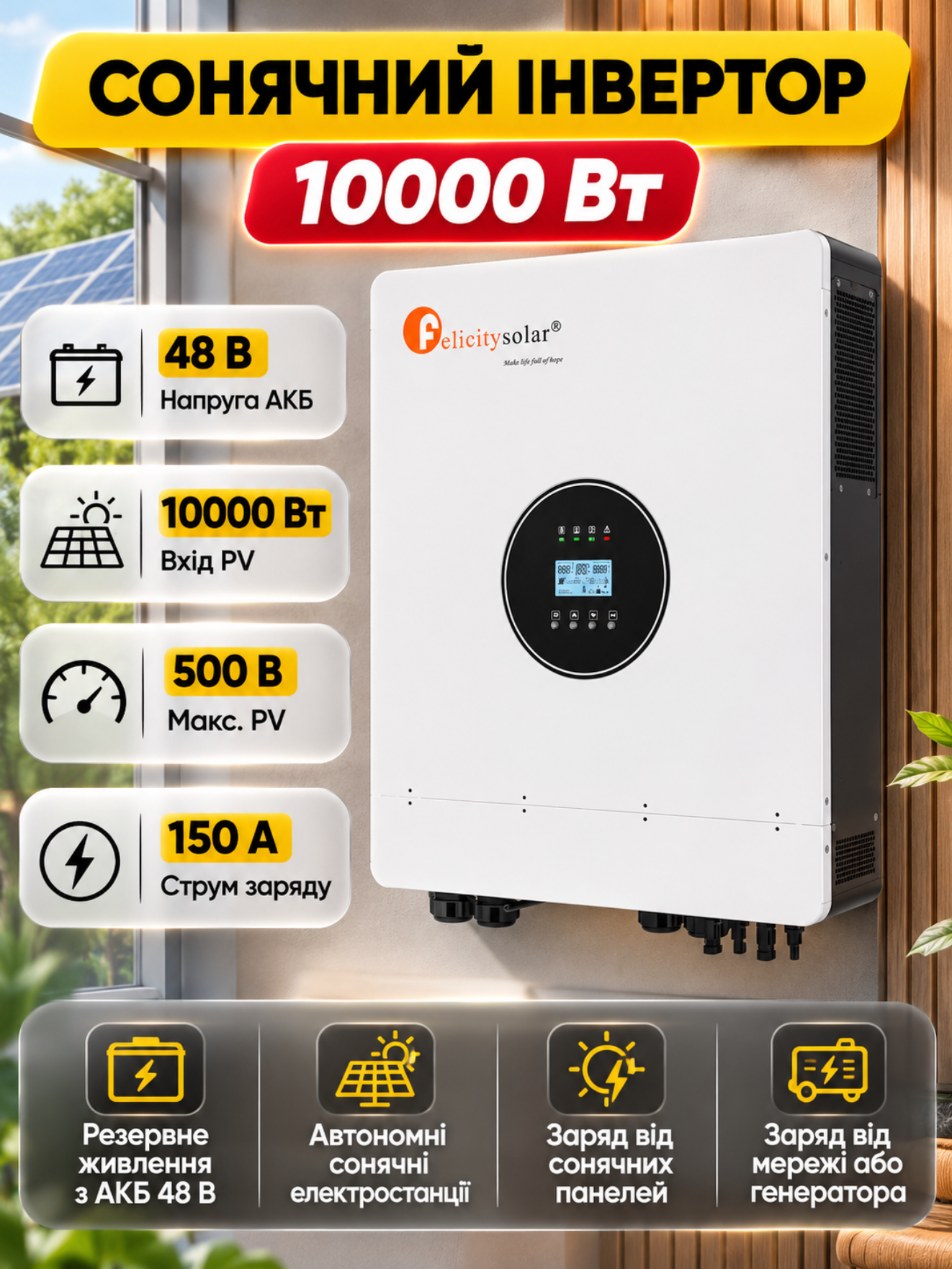 СОНЯЧНИЙ ІНВЕРТОР
10000 Вт
felicitysolar®
Make life full of hope
48 В
Напруга АКБ
10000 Вт
Вхід PV
500 В
Макс. PV
150 А
Струм заряду
Резервне
живлення
з АКБ 48 В
Автономні
сонячні
електростанції
Заряд від
сонячних
панелей
Заряд від
мережі або
генератора